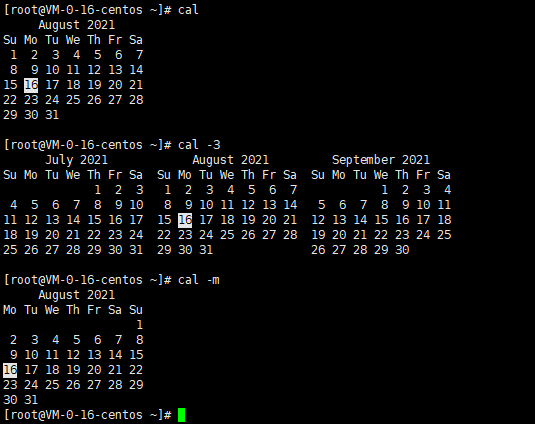 [root@VM-0-16-centos ~]# cal
     August 2021
Su Mo Tu We Th Fr Sa
 1  2  3  4  5  6  7
 8  9 10 11 12 13 14
15 16 17 18 19 20 21
22 23 24 25 26 27 28
29 30 31

[root@VM-0-16-centos ~]# cal -3
      July 2021            August 2021         September 2021
Su Mo Tu We Th Fr Sa  Su Mo Tu We Th Fr Sa  Su Mo Tu We Th Fr Sa
             1  2  3   1  2  3  4  5  6  7            1  2  3  4
 4  5  6  7  8  9 10   8  9 10 11 12 13 14   5  6  7  8  9 10 11
11 12 13 14 15 16 17  15 16 17 18 19 20 21  12 13 14 15 16 17 18
18 19 20 21 22 23 24  22 23 24 25 26 27 28  19 20 21 22 23 24 25
25 26 27 28 29 30 31  29 30 31              26 27 28 29 30

[root@VM-0-16-centos ~]# cal -m
     August 2021
Mo Tu We Th Fr Sa Su
                   1
 2  3  4  5  6  7  8
 9 10 11 12 13 14 15
16 17 18 19 20 21 22
23 24 25 26 27 28 29
30 31
[root@VM-0-16-centos ~]#